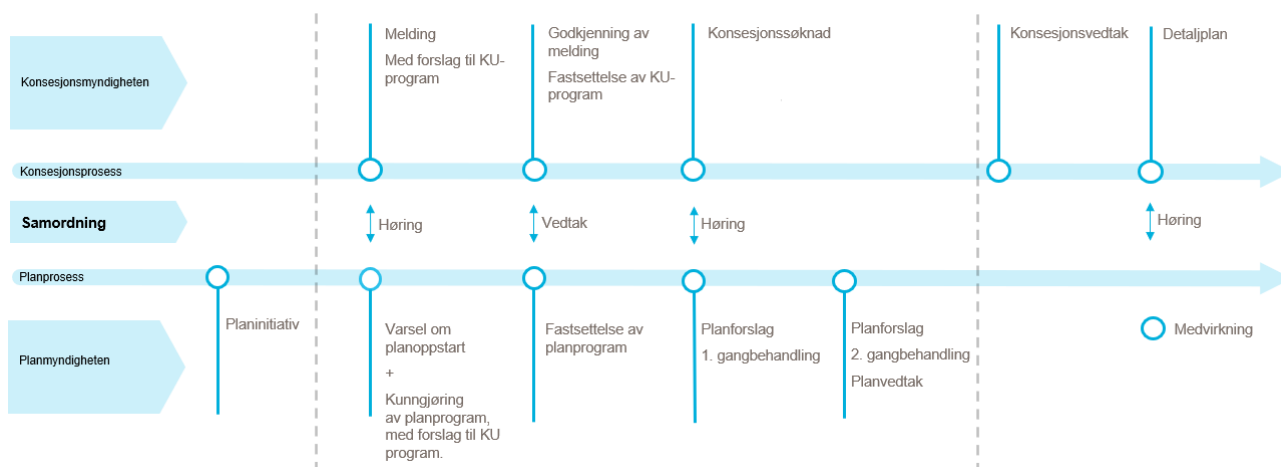 Melding
Med forslag til KU-
program
Godkjenning av
melding
Fastsettelse av KU-
program
Konsesjonssøknad
Konsesjonsvedtak
Detaljplan
Konsesjonsmyndigheten
Konsesjonsprosess
Samordning
Høring
Vedtak
Høring
Høring
Planprosess
Planinitiativ
Varsel om
planoppstart
+
Kunngjøring
av planprogram,
med forslag til KU
program.
Fastsettelse av
planprogram
Planforslag
1. gangbehandling
Planforslag
2. gangbehandling
Planvedtak
Medvirkning
Planmyndigheten